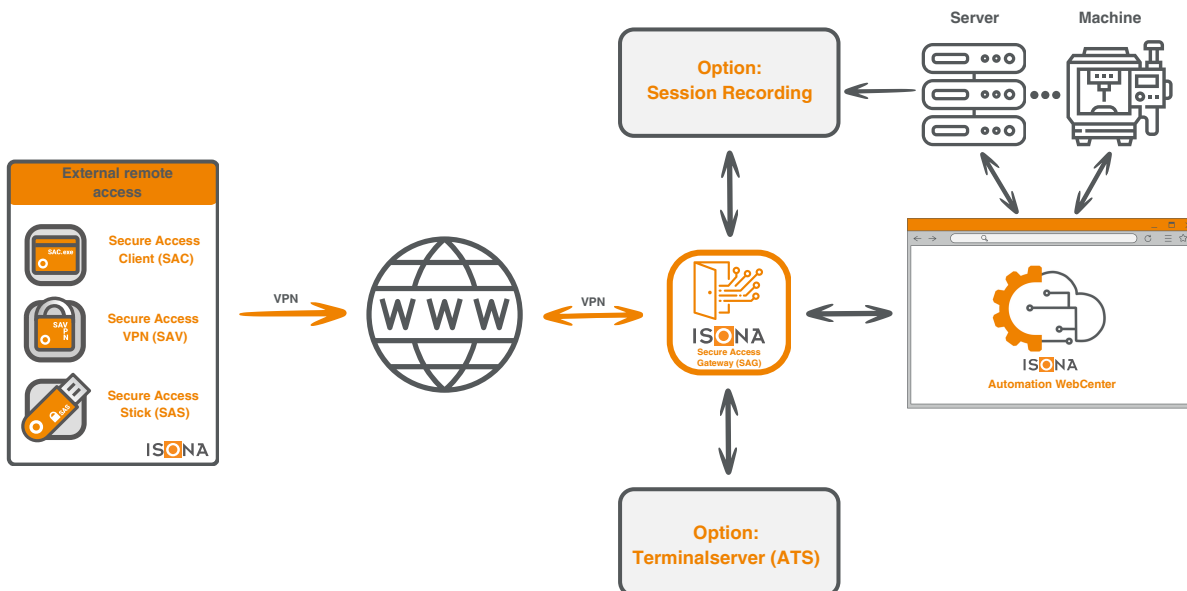 External remote
access
SAC.exe
Secure Access
Client (SAC)
SAV
VPN
Secure Access
VPN (SAV)
SAS
Secure Access
Stick (SAS)
ISONA
VPN
WWW
VPN
Option:
Session Recording
ISONA
Secure Access
Gateway (SAG)
Option:
Terminalserver (ATS)
Server
Machine
ISONA
Automation WebCenter